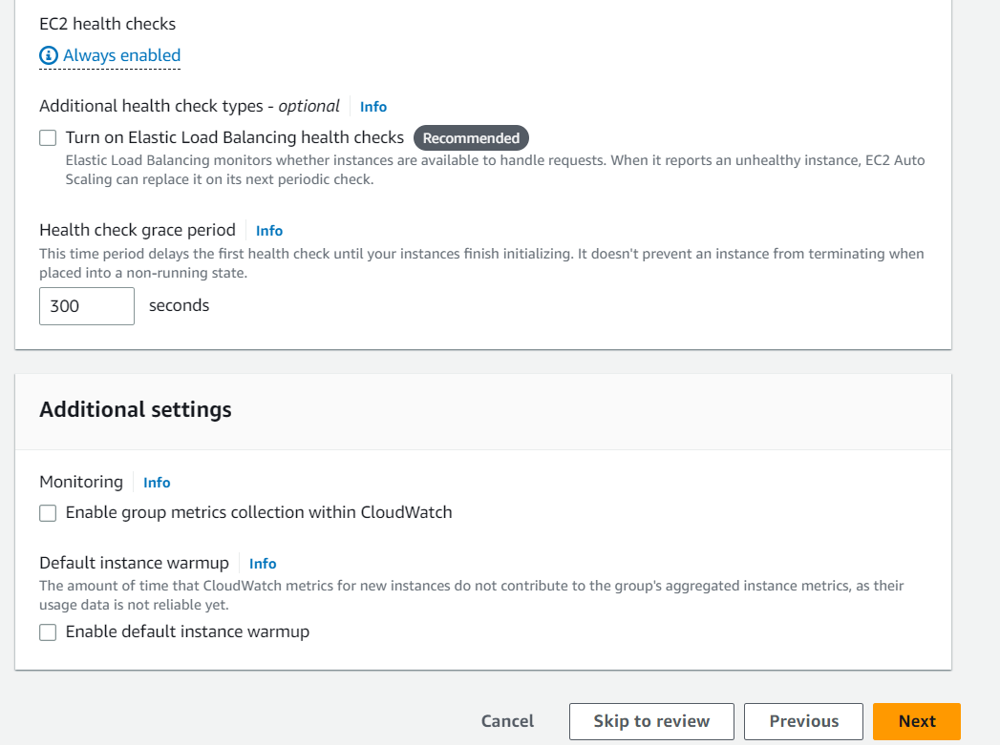 EC2 health checks
Always enabled
Additional health check types - optional Info
Turn on Elastic Load Balancing health checks Recommended
Elastic Load Balancing monitors whether instances are available to handle requests. When it reports an unhealthy instance, EC2 Auto
Scaling can replace it on its next periodic check.
Health check grace period Info
This time period delays the first health check until your instances finish initializing. It doesn't prevent an instance from terminating when
placed into a non-running state.
300 seconds
Additional settings
Monitoring Info
Enable group metrics collection within CloudWatch
Default instance warmup Info
The amount of time that CloudWatch metrics for new instances do not contribute to the group's aggregated instance metrics, as their
usage data is not reliable yet.
Enable default instance warmup
Cancel Skip to review Previous Next